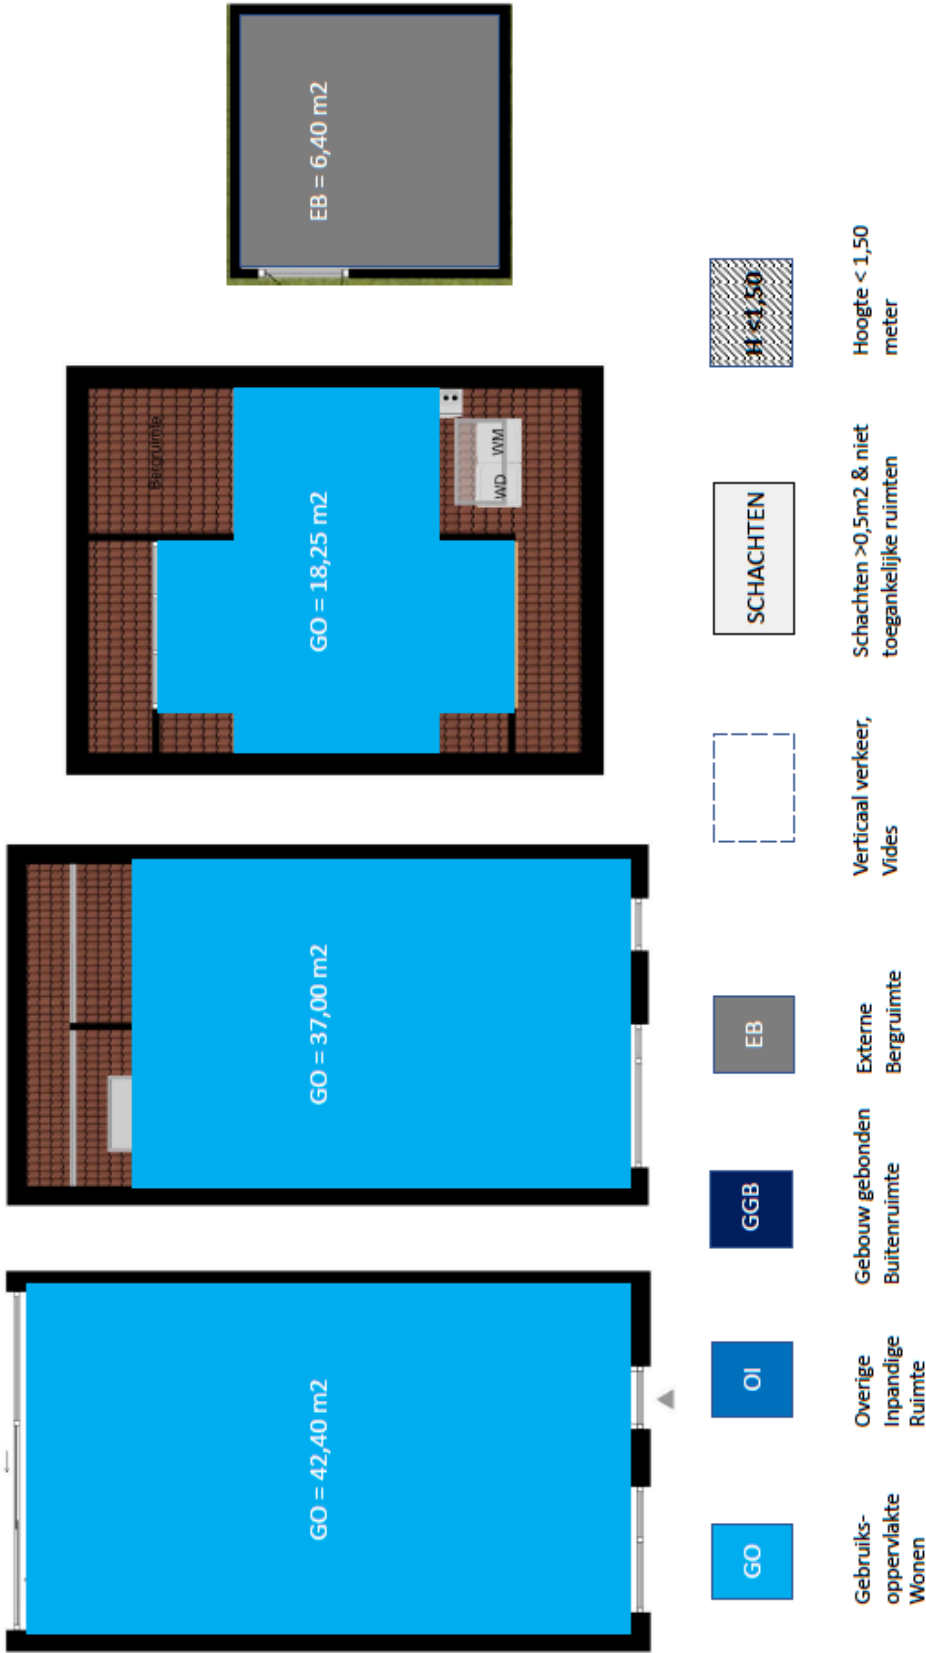 GO = 42,40 m2
GO = 37,00 m2
GO = 18,25 m2
Bergruimte
WD
WM
EB = 6,40 m2
GO
Gebruiks-
oppervlakte
Wonen
OI
Overige
Inpandige
Ruimte
GGB
Gebouw gebonden
Buitenruimte
EB
Externe
Bergruimte
Verticaal verkeer,
Vides
SCHACHTEN
Schachten >0,5m2 & niet
toegankelijke ruimten
H <1,50
Hoogte < 1,50
meter